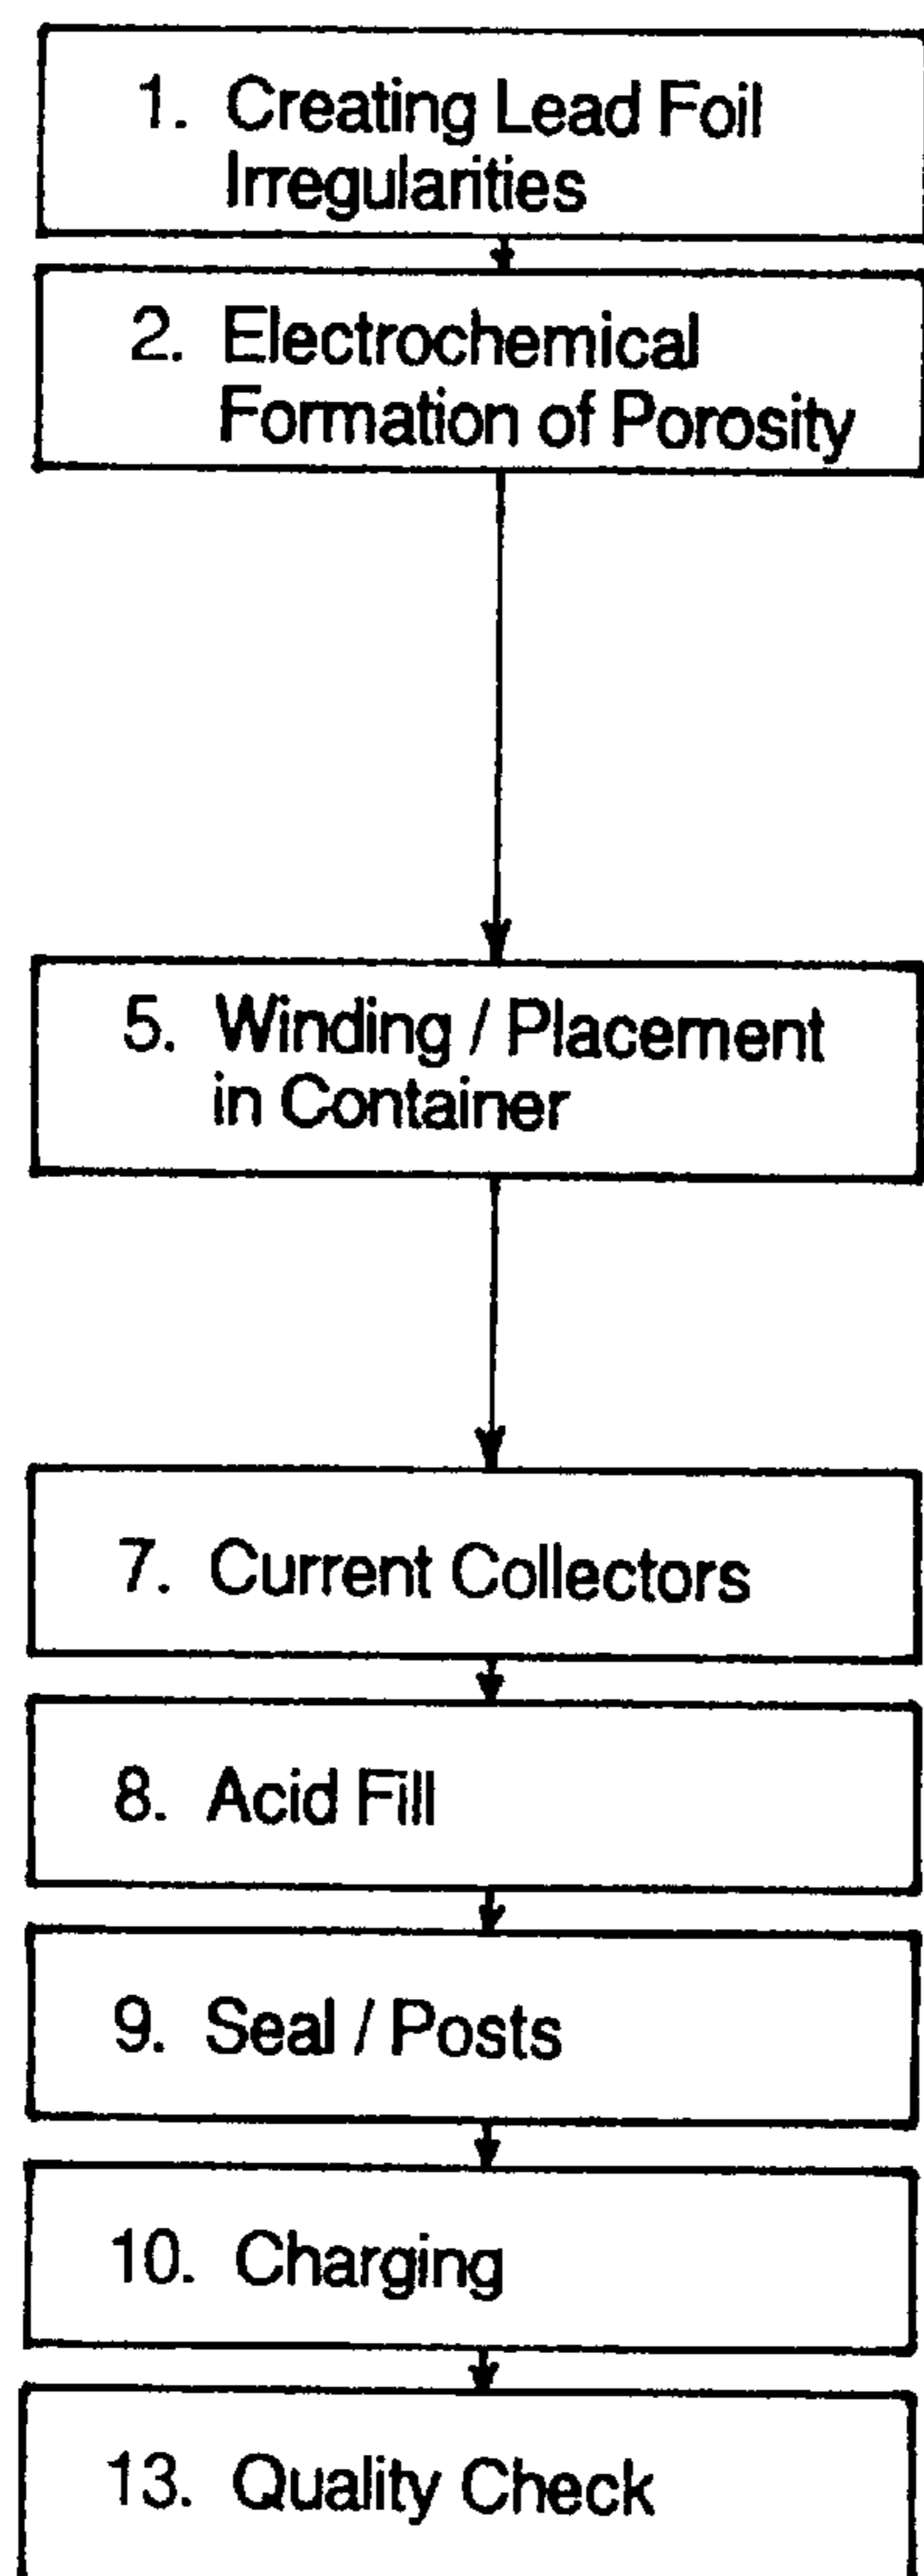 1. Creating Lead Foil
Irregularities
2. Electrochemical
Formation of Porosity
5. Winding / Placement
in Container
7. Current Collectors
8. Acid Fill
9. Seal / Posts
10. Charging
13. Quality Check